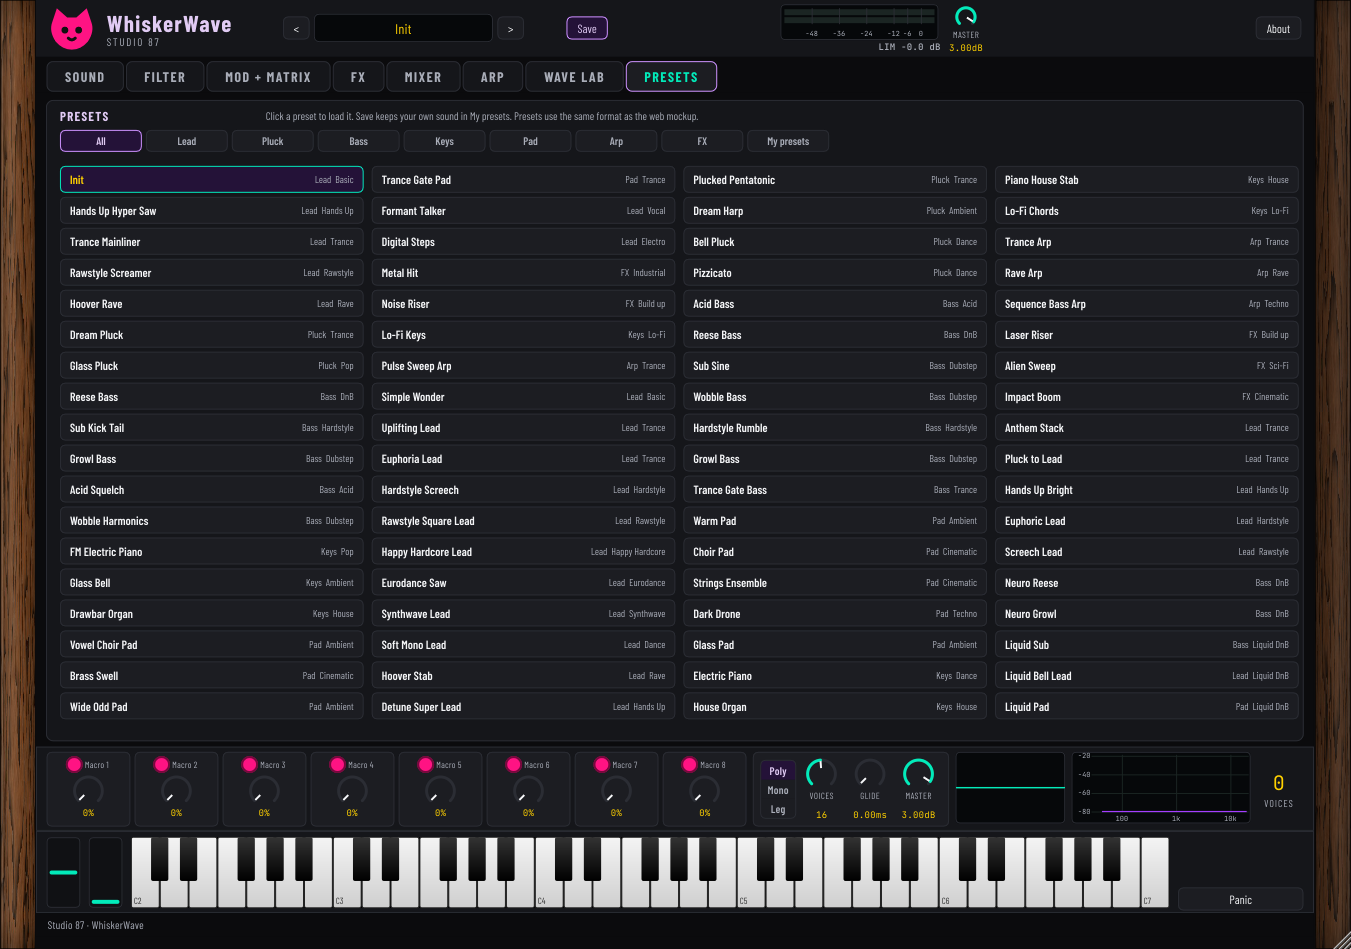 WhiskerWave
STUDIO 87
<
Init
>
Save
-48 -36 -24 -12 -6 0
LIM -0.0 dB
MASTER
3.00dB
About
SOUND
FILTER
MOD + MATRIX
FX
MIXER
ARP
WAVE LAB
PRESETS
PRESETS
Click a preset to load it. Save keeps your own sound in My presets. Presets use the same format as the web mockup.
All
Lead
Pluck
Bass
Keys
Pad
Arp
FX
My presets
Init Lead Basic
Trance Gate Pad Pad Trance
Plucked Pentatonic Pluck Trance
Piano House Stab Keys House
Hands Up Hyper Saw Lead Hands Up
Formant Talker Lead Vocal
Dream Harp Pluck Ambient
Lo-Fi Chords Keys Lo-Fi
Trance Mainliner Lead Trance
Digital Steps Lead Electro
Bell Pluck Pluck Dance
Trance Arp Arp Trance
Rawstyle Screamer Lead Rawstyle
Metal Hit FX Industrial
Pizzicato Pluck Dance
Rave Arp Arp Rave
Hoover Rave Lead Rave
Noise Riser FX Build up
Acid Bass Bass Acid
Sequence Bass Arp Arp Techno
Dream Pluck Pluck Trance
Lo-Fi Keys Keys Lo-Fi
Reese Bass Bass DnB
Laser Riser FX Build up
Glass Pluck Pluck Pop
Pulse Sweep Arp Arp Trance
Sub Sine Bass Dubstep
Alien Sweep FX Sci-Fi
Reese Bass Bass DnB
Simple Wonder Lead Basic
Wobble Bass Bass Dubstep
Impact Boom FX Cinematic
Sub Kick Tail Bass Hardstyle
Uplifting Lead Lead Trance
Hardstyle Rumble Bass Hardstyle
Anthem Stack Lead Trance
Growl Bass Bass Dubstep
Euphoria Lead Lead Trance
Growl Bass Bass Dubstep
Pluck to Lead Lead Trance
Acid Squelch Bass Acid
Hardstyle Screech Lead Hardstyle
Trance Gate Bass Bass Trance
Hands Up Bright Lead Hands Up
Wobble Harmonics Bass Dubstep
Rawstyle Square Lead Lead Rawstyle
Warm Pad Pad Ambient
Euphoric Lead Lead Hardstyle
FM Electric Piano Keys Pop
Happy Hardcore Lead Lead Happy Hardcore
Choir Pad Pad Cinematic
Screech Lead Lead Rawstyle
Glass Bell Keys Ambient
Eurodance Saw Lead Eurodance
Strings Ensemble Pad Cinematic
Neuro Reese Bass DnB
Drawbar Organ Keys House
Synthwave Lead Lead Synthwave
Dark Drone Pad Techno
Neuro Growl Bass DnB
Vowel Choir Pad Pad Ambient
Soft Mono Lead Lead Dance
Glass Pad Pad Ambient
Liquid Sub Bass Liquid DnB
Brass Swell Pad Cinematic
Hoover Stab Lead Rave
Electric Piano Keys Dance
Liquid Bell Lead Lead Liquid DnB
Wide Odd Pad Pad Ambient
Detune Super Lead Lead Hands Up
House Organ Keys House
Liquid Pad Pad Liquid DnB
Macro 1
0%
Macro 2
0%
Macro 3
0%
Macro 4
0%
Macro 5
0%
Macro 6
0%
Macro 7
0%
Macro 8
0%
Poly
Mono
Leg
VOICES
16
GLIDE
0.00ms
MASTER
3.00dB
-20
-40
-60
-80
100 1k 10k
0
VOICES
C2 C3 C4 C5 C6 C7
Panic
Studio 87 · WhiskerWave